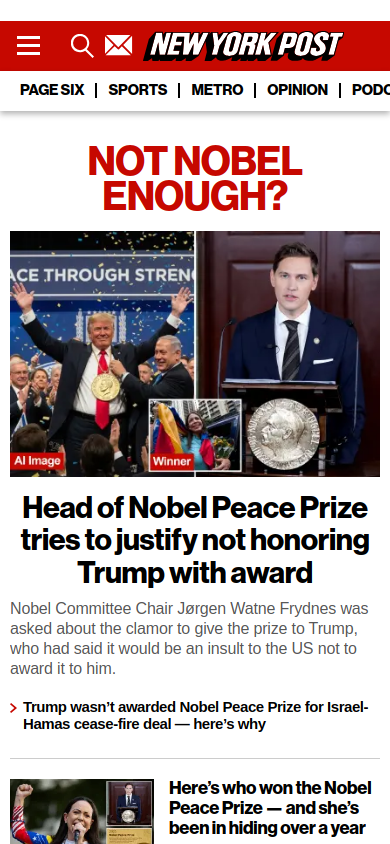 NEW YORK POST
PAGE SIX
SPORTS
METRO
OPINION
NOT NOBEL
ENOUGH?
ACE THROUGH STREN
AI Image
Winner
Head of Nobel Peace Prize
tries to justify not honoring
Trump with award
Nobel Committee Chair Jørgen Watne Frydnes was
asked about the clamor to give the prize to Trump,
who had said it would be an insult to the US not to
award it to him.
Trump wasn’t awarded Nobel Peace Prize for Israel-
Hamas cease-fire deal — here’s why
Here’s who won the Nobel
Peace Prize — and she’s
been in hiding over a year